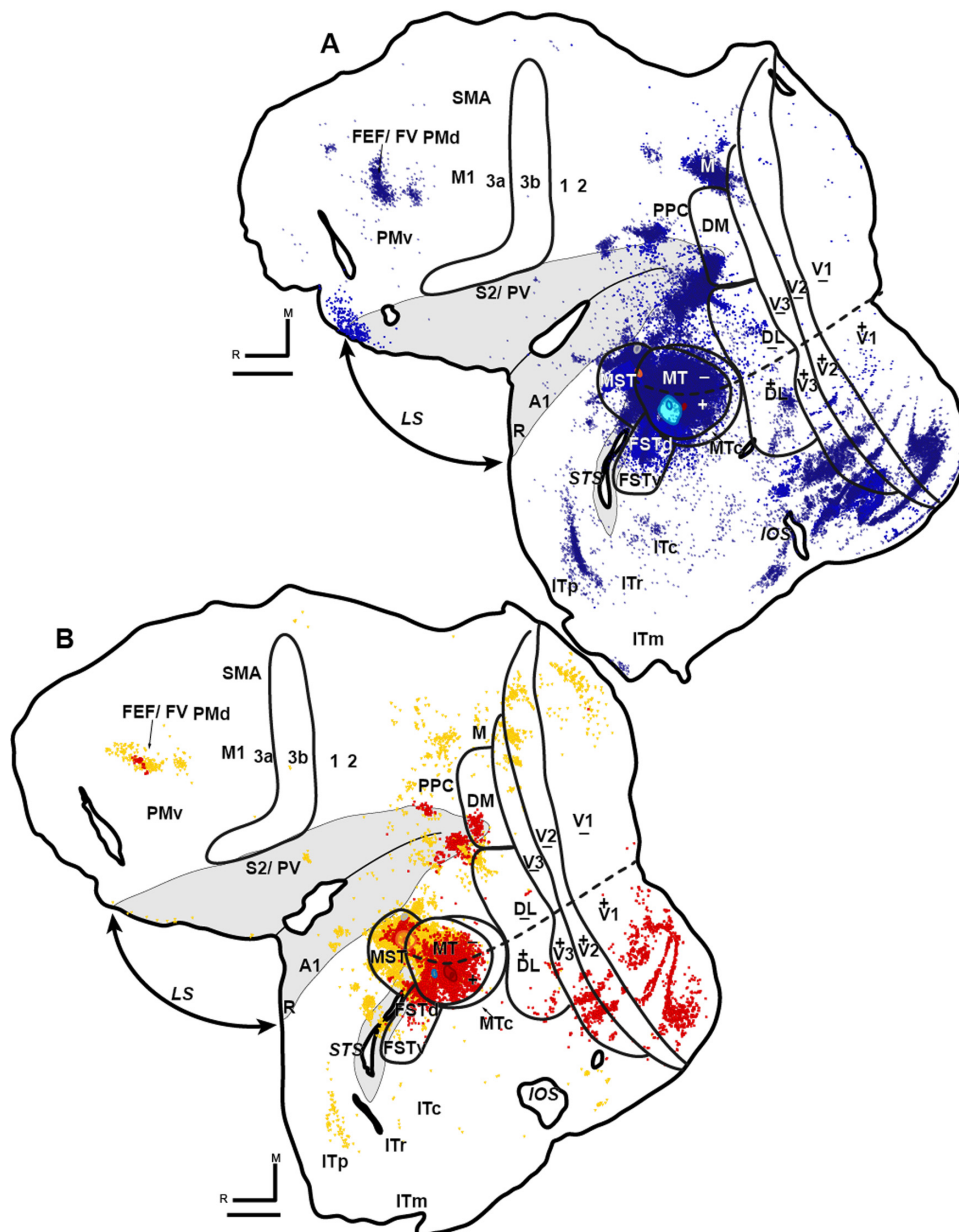 A
SMA
FEF/ FV PMd
M1 3a 3b 1 2
M
PMv
PPC
DM
S2/ PV
V1
V2
V3
DL
V1
V2
V3
DL
MST
MT
A1
R
LS
FSTd
MTc
STS
FSTv
IOS
ITc
ITp
ITr
ITm
M
R
B
SMA
FEF/ FV PMd
M1 3a 3b 1 2
M
PPC
DM
PMv
V1
V2
V3
S2/ PV
DL
V1
V2
V3
DL
MT
MST
A1
R
LS
FSTd
MTc
STS
FSTv
IOS
ITc
ITr
ITp
ITm
M
R